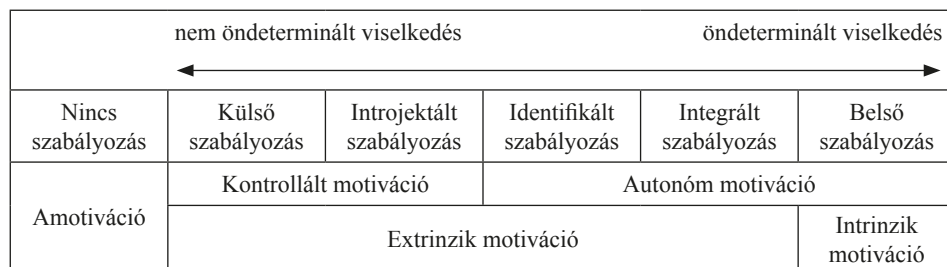 nem öndeterminált viselkedés öndeterminált viselkedés
Nincs szabályozás
Külső szabályozás
Introjektált szabályozás
Identifikált szabályozás
Integrált szabályozás
Belső szabályozás
Amotiváció
Kontrollált motiváció
Autonóm motiváció
Extrinzik motiváció
Intrinzik motiváció